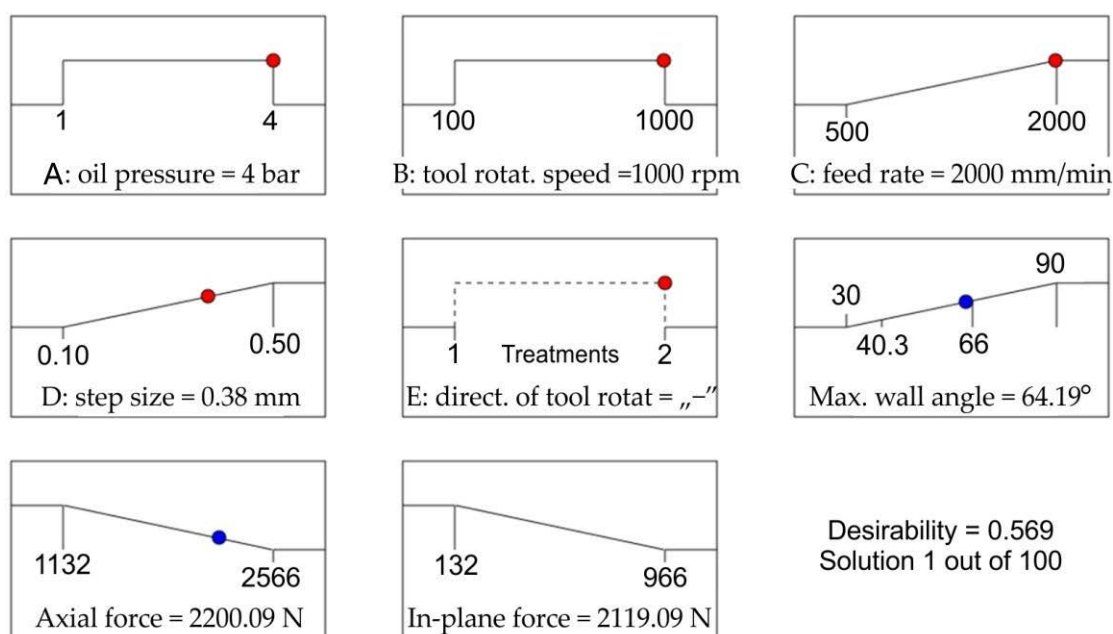 1
4
A: oil pressure = 4 bar
100
1000
B: tool rotat. speed =1000 rpm
500
2000
C: feed rate = 2000 mm/min
0.10
0.50
D: step size = 0.38 mm
1 Treatments 2
E: direct. of tool rotat = „−”
30
90
40.3
66
Max. wall angle = 64.19°
1132
2566
Axial force = 2200.09 N
132
966
In-plane force = 2119.09 N
Desirability = 0.569
Solution 1 out of 100